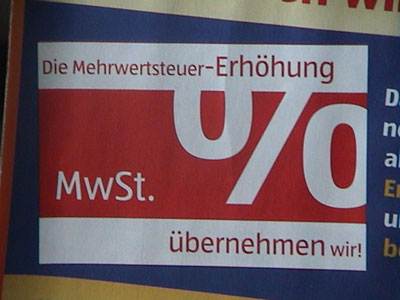 Die Mehrwertsteuer-Erhöhung
%
MwSt.
übernehmen wir!